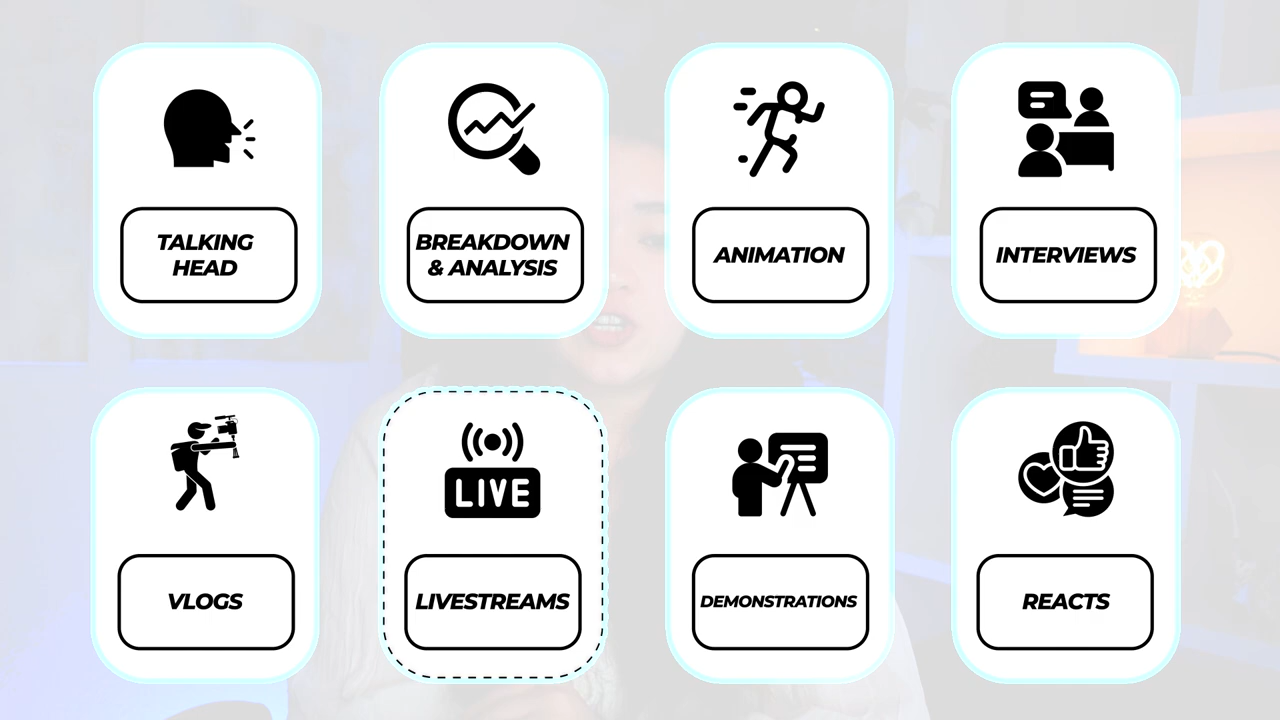 TALKING
HEAD
BREAKDOWN
& ANALYSIS
ANIMATION
INTERVIEWS
VLOGS
LIVE
LIVESTREAMS
DEMONSTRATIONS
REACTS